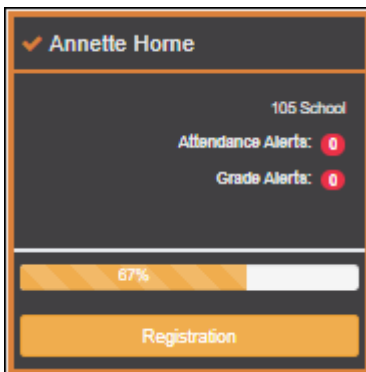 Annette Horne
105 School
Attendance Alerts: 0
Grade Alerts: 0
67%
Registration